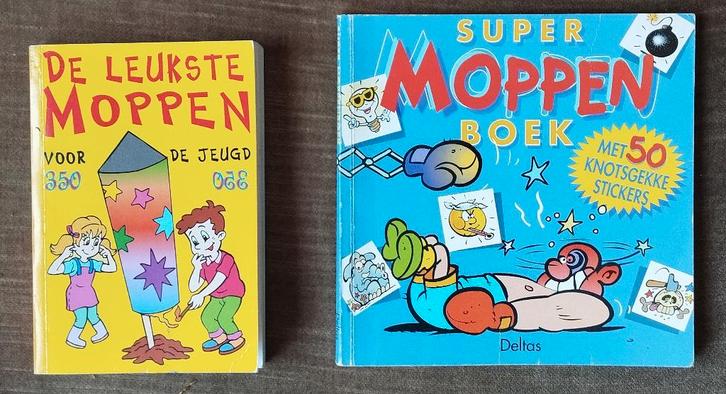 DE LEUKSTE
MOPPEN
VOOR DE JEUGD
350 350
SUPER
MOPPEN
BOEK
MET 50
KNOTSGEKKE
STICKERS
Deltas